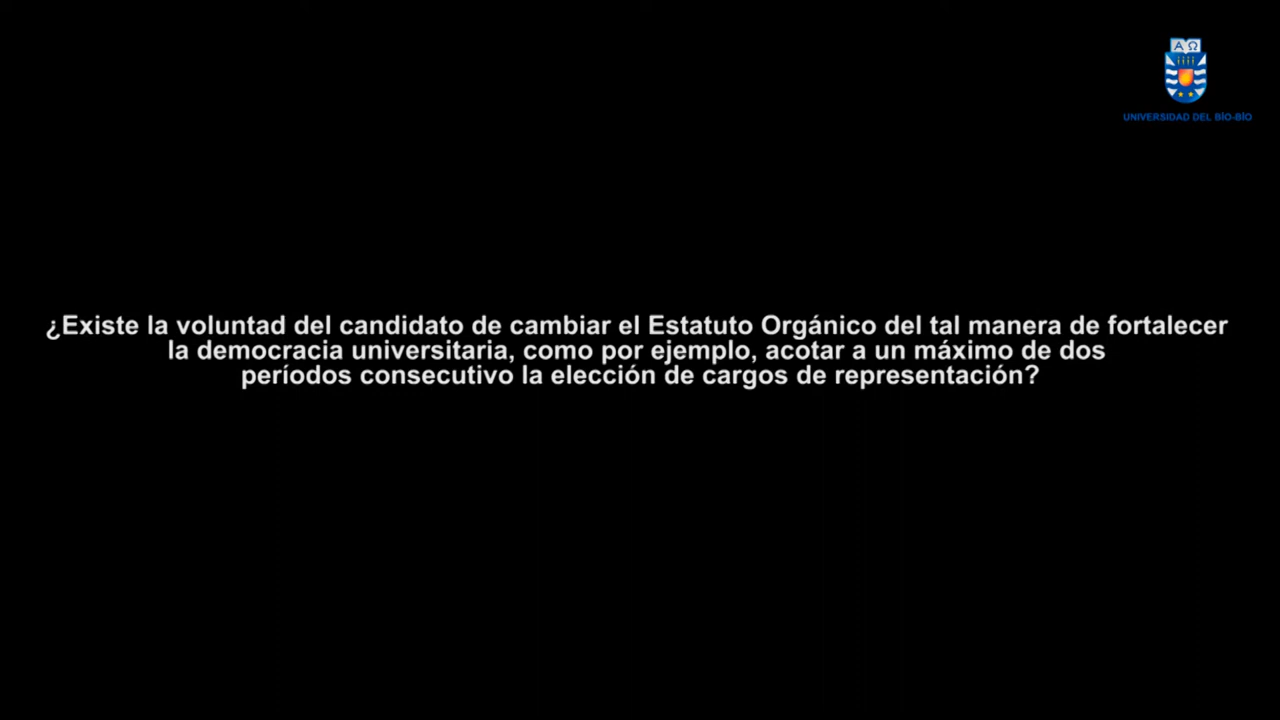 ΑΩ
UNIVERSIDAD DEL BÍO-BÍO
¿Existe la voluntad del candidato de cambiar el Estatuto Orgánico del tal manera de fortalecer
la democracia universitaria, como por ejemplo, acotar a un máximo de dos
períodos consecutivo la elección de cargos de representación?